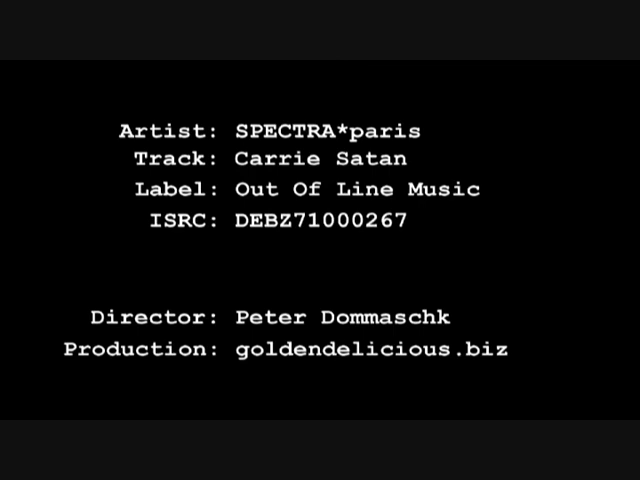 Artist: SPECTRA*paris
Track: Carrie Satan
Label: Out Of Line Music
ISRC: DEBZ71000267
Director: Peter Dommaschk
Production: goldendelicious.biz